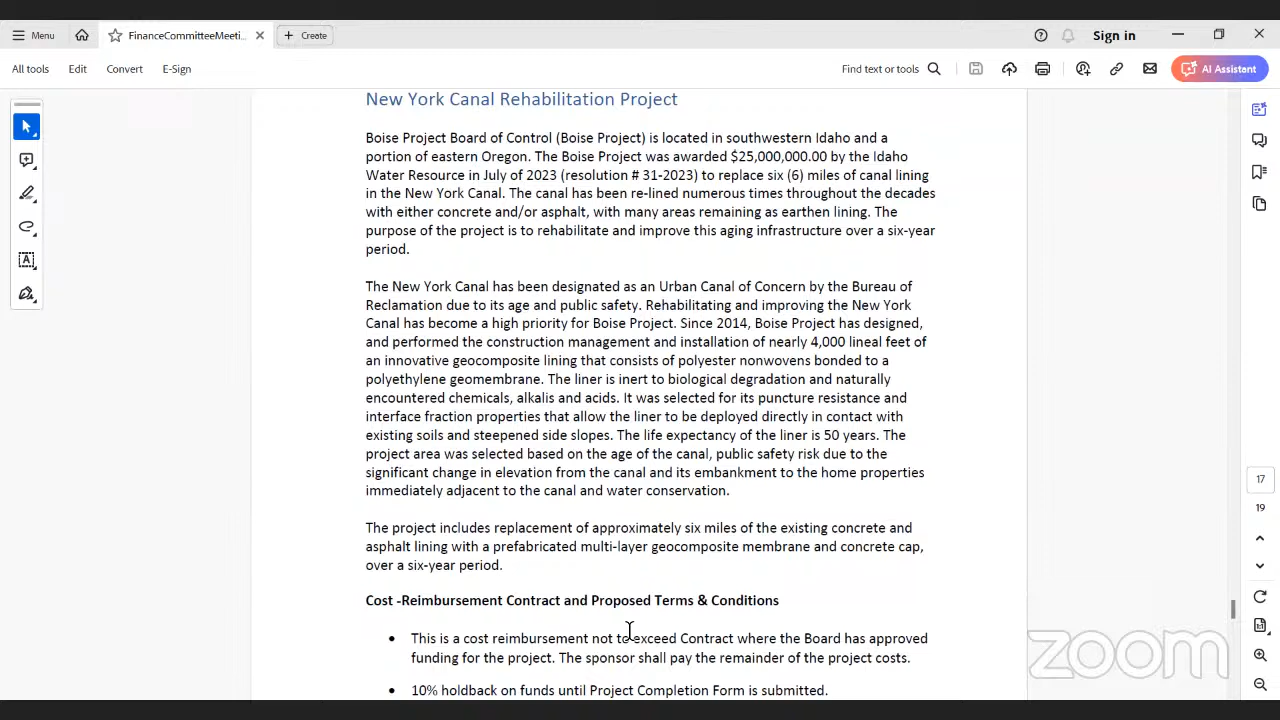 Menu
FinanceCommitteeMeeti...
Create
Sign in
All tools
Edit
Convert
E-Sign
Find text or tools
AI Assistant
New York Canal Rehabilitation Project
Boise Project Board of Control (Boise Project) is located in southwestern Idaho and a
portion of eastern Oregon. The Boise Project was awarded $25,000,000.00 by the Idaho
Water Resource in July of 2023 (resolution # 31-2023) to replace six (6) miles of canal lining
in the New York Canal. The canal has been re-lined numerous times throughout the decades
with either concrete and/or asphalt, with many areas remaining as earthen lining. The
purpose of the project is to rehabilitate and improve this aging infrastructure over a six-year
period.
The New York Canal has been designated as an Urban Canal of Concern by the Bureau of
Reclamation due to its age and public safety. Rehabilitating and improving the New York
Canal has become a high priority for Boise Project. Since 2014, Boise Project has designed,
and performed the construction management and installation of nearly 4,000 lineal feet of
an innovative geocomposite lining that consists of polyester nonwovens bonded to a
polyethylene geomembrane. The liner is inert to biological degradation and naturally
encountered chemicals, alkalis and acids. It was selected for its puncture resistance and
interface fraction properties that allow the liner to be deployed directly in contact with
existing soils and steepened side slopes. The life expectancy of the liner is 50 years. The
project area was selected based on the age of the canal, public safety risk due to the
significant change in elevation from the canal and its embankment to the home properties
immediately adjacent to the canal and water conservation.
The project includes replacement of approximately six miles of the existing concrete and
asphalt lining with a prefabricated multi-layer geocomposite membrane and concrete cap,
over a six-year period.
Cost -Reimbursement Contract and Proposed Terms & Conditions
• This is a cost reimbursement not to exceed Contract where the Board has approved
funding for the project. The sponsor shall pay the remainder of the project costs.
• 10% holdback on funds until Project Completion Form is submitted.
17
19
zoom